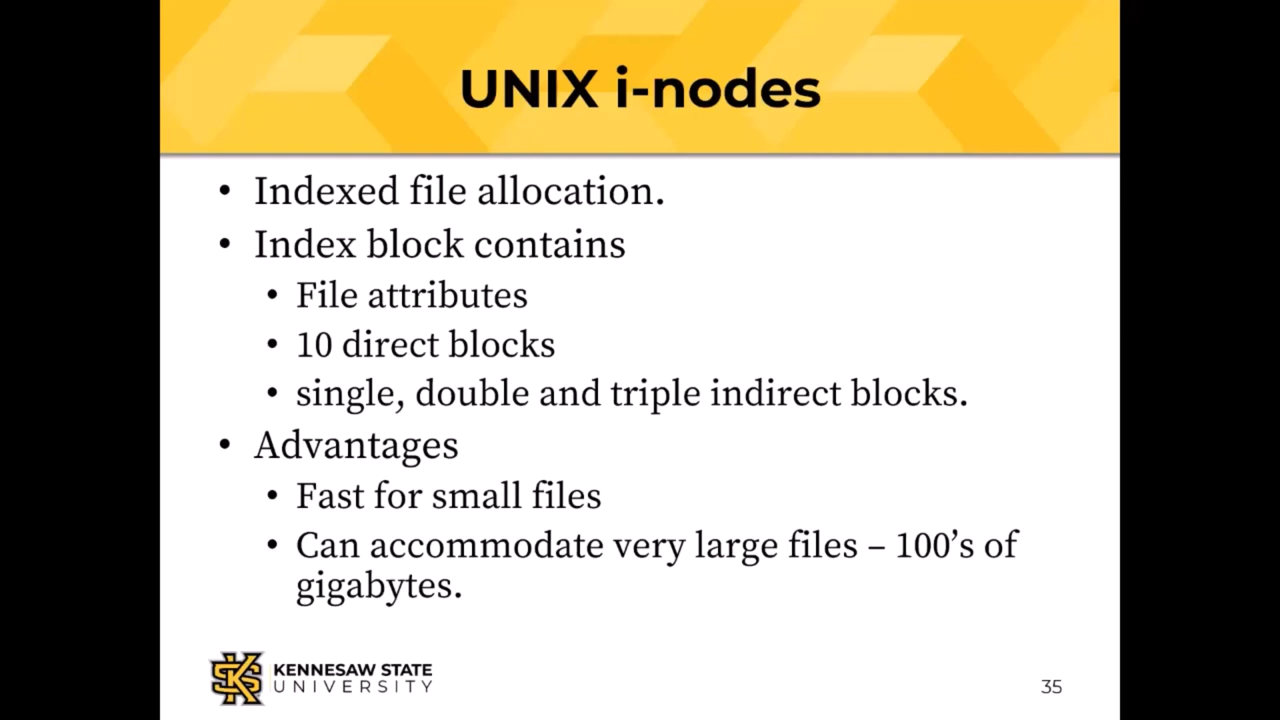 UNIX i-nodes
• Indexed file allocation.
• Index block contains
• File attributes
• 10 direct blocks
• single, double and triple indirect blocks.
• Advantages
• Fast for small files
• Can accommodate very large files – 100’s of
gigabytes.
KENNESAW STATE
UNIVERSITY
35